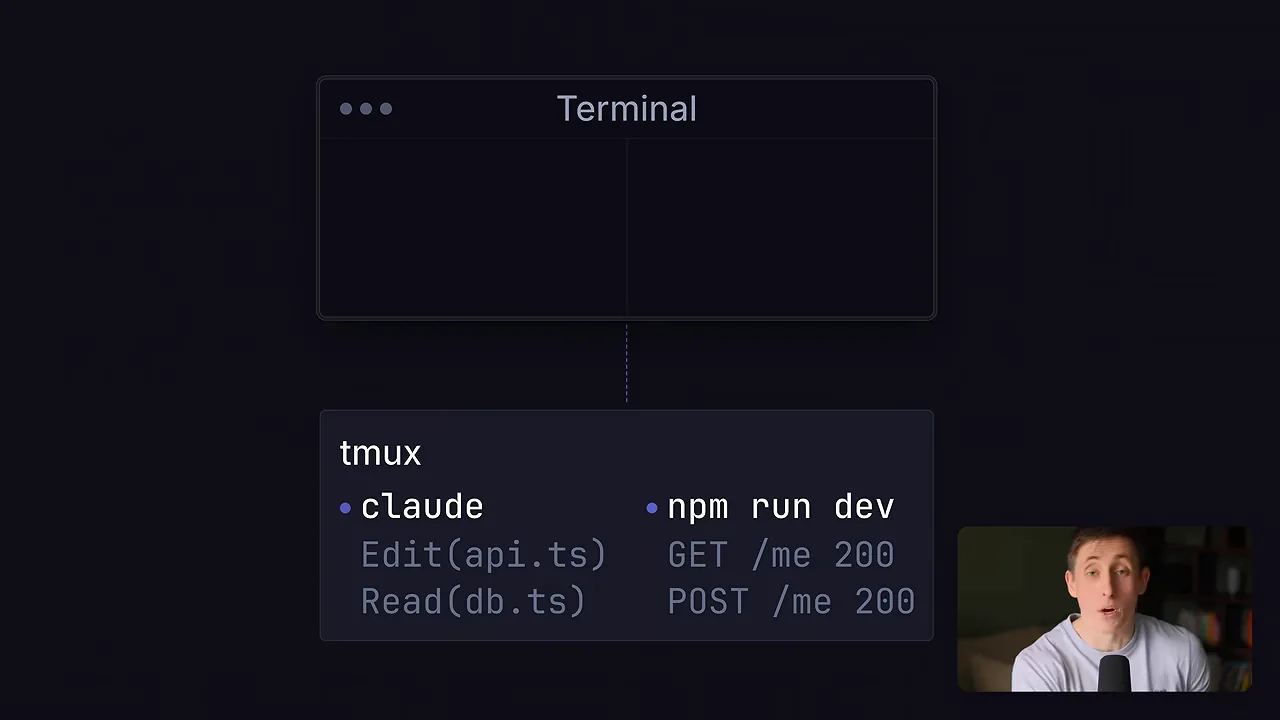 Terminal
tmux
claude
npm run dev
Edit(api.ts)
GET /me 200
Read(db.ts)
POST /me 200